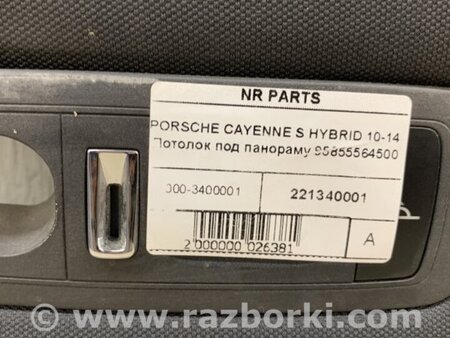 NR PARTS
PORSCHE CAYENNE S HYBRID 10-14
Потолок под панораму 95855564500
000-3400001
221340001
2 000000 026381
A
www.razborki.com